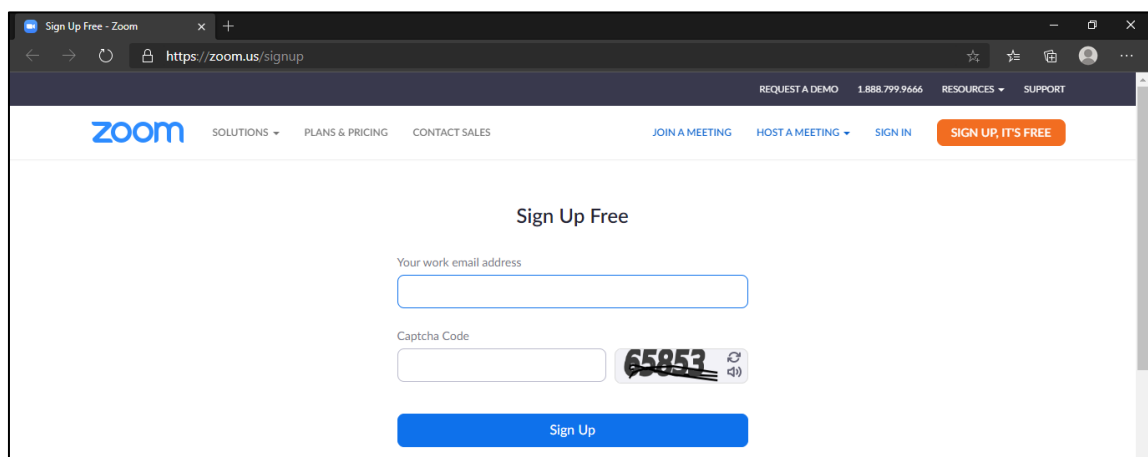 Sign Up Free - Zoom
https://zoom.us/signup
REQUEST A DEMO 1.888.799.9666 RESOURCES SUPPORT
zoom SOLUTIONS PLANS & PRICING CONTACT SALES JOIN A MEETING HOST A MEETING SIGN IN SIGN UP, IT'S FREE
Sign Up Free
Your work email address
Captcha Code
65853
Sign Up